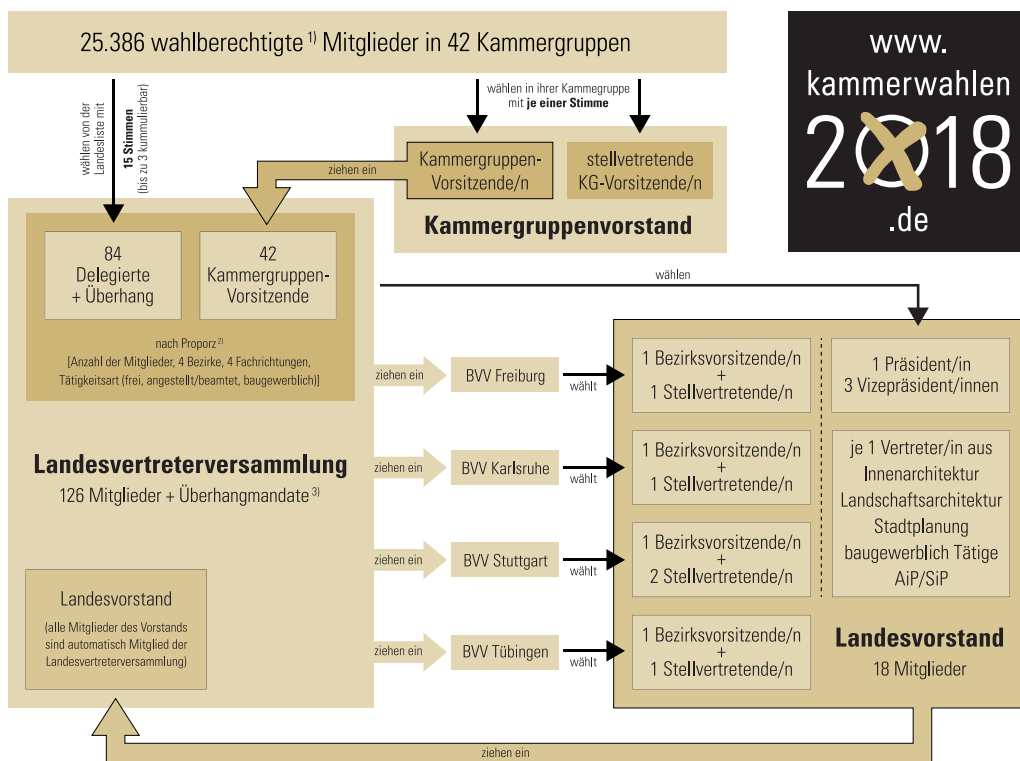 25.386 wahlberechtigte ¹⁾ Mitglieder in 42 Kammergruppen
www.
kammerwahlen
2018
.de
wählen von der
Landesliste mit
15 Stimmen
(bis zu 3 kummulierbar)
wählen in ihrer Kammegruppe
mit je einer Stimme
ziehen ein
Kammergruppen-
Vorsitzende/n
stellvetretende
KG-Vorsitzende/n
Kammergruppenvorstand
84
Delegierte
+ Überhang
42
Kammergruppen-
Vorsitzende
nach Proporz ²⁾
[Anzahl der Mitglieder, 4 Bezirke, 4 Fachrichtungen,
Tätigkeitsart (frei, angestellt/beamtet, baugewerblich)]
Landesvertreterversammlung
126 Mitglieder + Überhangmandate ³⁾
Landesvorstand
(alle Mitglieder des Vorstands
sind automatisch Mitglied der
Landesvertreterversammlung)
wählen
ziehen ein
BVV Freiburg
wählt
1 Bezirksvorsitzende/n
+
1 Stellvertretende/n
ziehen ein
BVV Karlsruhe
wählt
1 Bezirksvorsitzende/n
+
1 Stellvertretende/n
ziehen ein
BVV Stuttgart
wählt
1 Bezirksvorsitzende/n
+
2 Stellvertretende/n
ziehen ein
BVV Tübingen
wählt
1 Bezirksvorsitzende/n
+
1 Stellvertretende/n
1 Präsident/in
3 Vizepräsident/innen
je 1 Vertreter/in aus
Innenarchitektur
Landschaftsarchitektur
Stadtplanung
baugewerblich Tätige
AiP/SiP
Landesvorstand
18 Mitglieder
ziehen ein